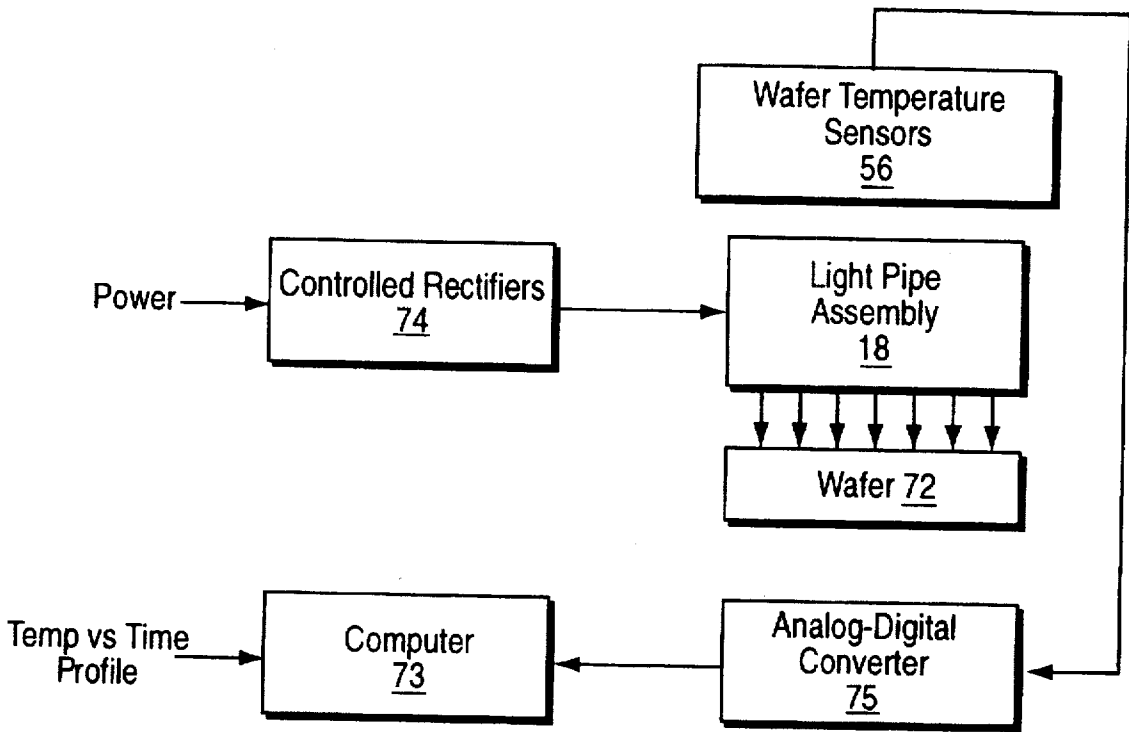 Wafer Temperature
Sensors
56
Power
Controlled Rectifiers
74
Light Pipe
Assembly
18
Wafer 72
Temp vs Time
Profile
Computer
73
Analog-Digital
Converter
75